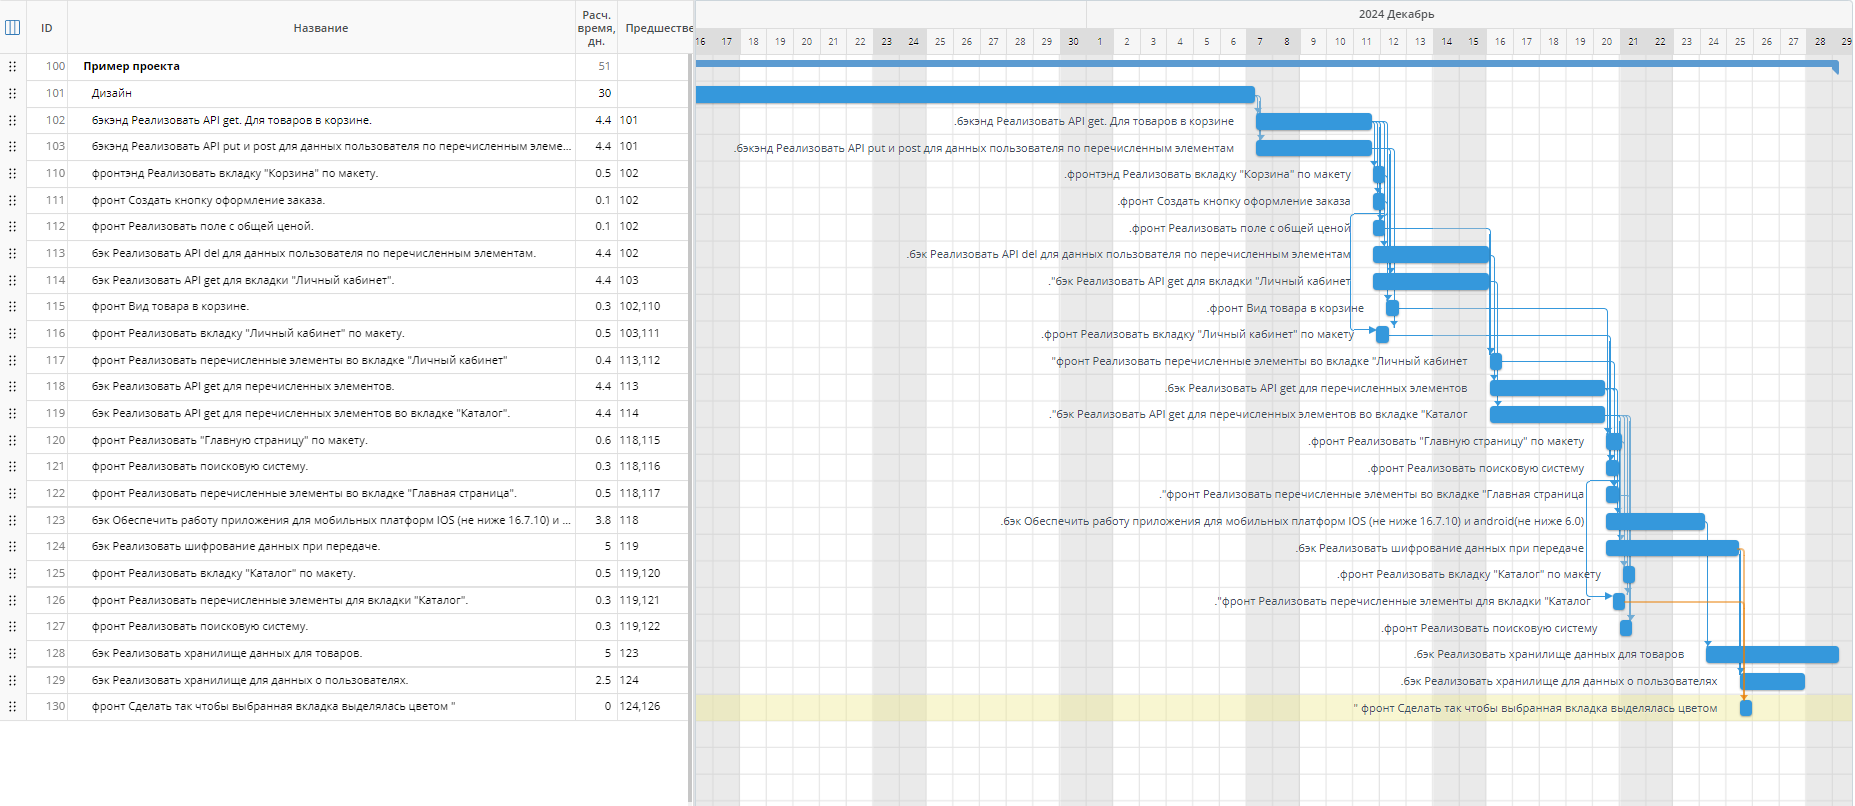 2024 Декабрь
ID Название Расч. время, дн. Предшестве
16 17 18 19 20 21 22 23 24 25 26 27 28 29 30 1 2 3 4 5 6 7 8 9 10 11 12 13 14 15 16 17 18 19 20 21 22 23 24 25 26 27 28 29
100 Пример проекта 51
101 Дизайн 30
102 бэкэнд Реализовать API get. Для товаров в корзине. 4.4 101
.бэкэнд Реализовать API get. Для товаров в корзине
103 бэкэнд Реализовать API put и post для данных пользователя по перечисленным элеме... 4.4 101
.бэкэнд Реализовать API put и post для данных пользователя по перечисленным элементам
110 фронтэнд Реализовать вкладку "Корзина" по макету. 0.5 102
.фронтэнд Реализовать вкладку "Корзина" по макету
111 фронт Создать кнопку оформление заказа. 0.1 102
.фронт Создать кнопку оформление заказа
112 фронт Реализовать поле с общей ценой. 0.1 102
.фронт Реализовать поле с общей ценой
113 бэк Реализовать API del для данных пользователя по перечисленным элементам. 4.4 102
.бэк Реализовать API del для данных пользователя по перечисленным элементам
114 бэк Реализовать API get для вкладки "Личный кабинет". 4.4 103
."бэк Реализовать API get для вкладки "Личный кабинет
115 фронт Вид товара в корзине. 0.3 102,110
.фронт Вид товара в корзине
116 фронт Реализовать вкладку "Личный кабинет" по макету. 0.5 103,111
.фронт Реализовать вкладку "Личный кабинет" по макету
117 фронт Реализовать перечисленные элементы во вкладке "Личный кабинет" 0.4 113,112
"фронт Реализовать перечисленные элементы во вкладке "Личный кабинет
118 бэк Реализовать API get для перечисленных элементов. 4.4 113
.бэк Реализовать API get для перечисленных элементов
119 бэк Реализовать API get для перечисленных элементов во вкладке "Каталог". 4.4 114
."бэк Реализовать API get для перечисленных элементов во вкладке "Каталог
120 фронт Реализовать "Главную страницу" по макету. 0.6 118,115
.фронт Реализовать "Главную страницу" по макету
121 фронт Реализовать поисковую систему. 0.3 118,116
.фронт Реализовать поисковую систему
122 фронт Реализовать перечисленные элементы во вкладке "Главная страница". 0.5 118,117
."фронт Реализовать перечисленные элементы во вкладке "Главная страница
123 бэк Обеспечить работу приложения для мобильных платформ IOS (не ниже 16.7.10) и ... 3.8 118
.бэк Обеспечить работу приложения для мобильных платформ IOS (не ниже 16.7.10) и android(не ниже 6.0)
124 бэк Реализовать шифрование данных при передаче. 5 119
.бэк Реализовать шифрование данных при передаче
125 фронт Реализовать вкладку "Каталог" по макету. 0.5 119,120
.фронт Реализовать вкладку "Каталог" по макету
126 фронт Реализовать перечисленные элементы для вкладки "Каталог". 0.3 119,121
."фронт Реализовать перечисленные элементы для вкладки "Каталог
127 фронт Реализовать поисковую систему. 0.3 119,122
.фронт Реализовать поисковую систему
128 бэк Реализовать хранилище данных для товаров. 5 123
.бэк Реализовать хранилище данных для товаров
129 бэк Реализовать хранилище для данных о пользователях. 2.5 124
.бэк Реализовать хранилище для данных о пользователях
130 фронт Сделать так чтобы выбранная вкладка выделялась цветом " 0 124,126
" фронт Сделать так чтобы выбранная вкладка выделялась цветом